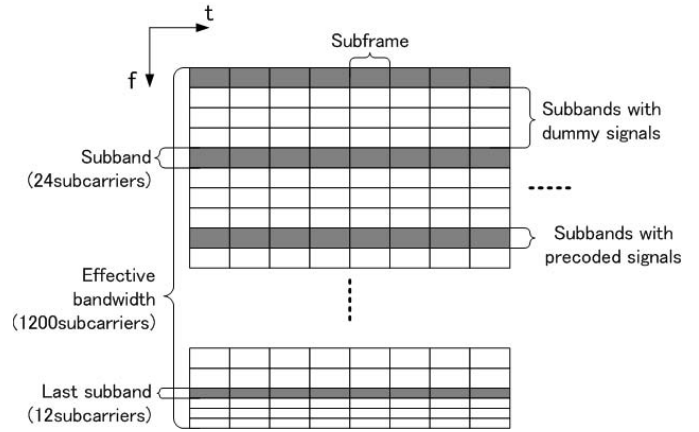 t
f
Subframe
Subbands with
dummy signals
Subband
(24subcarriers)
Subbands with
precoded signals
Effective
bandwidth
(1200subcarriers)
Last subband
(12subcarriers)